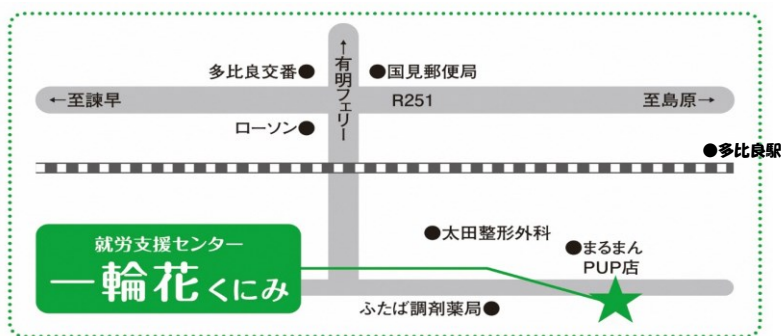 多比良交番●
●国見郵便局
←有明フェリー
←至諫早
R251
至島原→
ローソン●
●多比良駅
就労支援センター
一輪花くにみ
●太田整形外科
●まるまん
PUP店
ふたば調剤薬局●